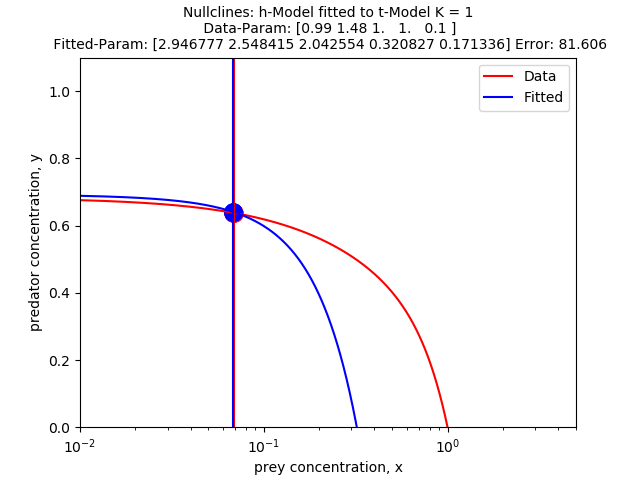 Nullclines: h-Model fitted to t-Model K = 1
Data-Param: [0.99 1.48 1. 1. 0.1 ]
Fitted-Param: [2.946777 2.548415 2.042554 0.320827 0.171336] Error: 81.606
Data
Fitted
predator concentration, y
1.0
0.8
0.6
0.4
0.2
0.0
10⁻² 10⁻¹ 10⁰
prey concentration, x